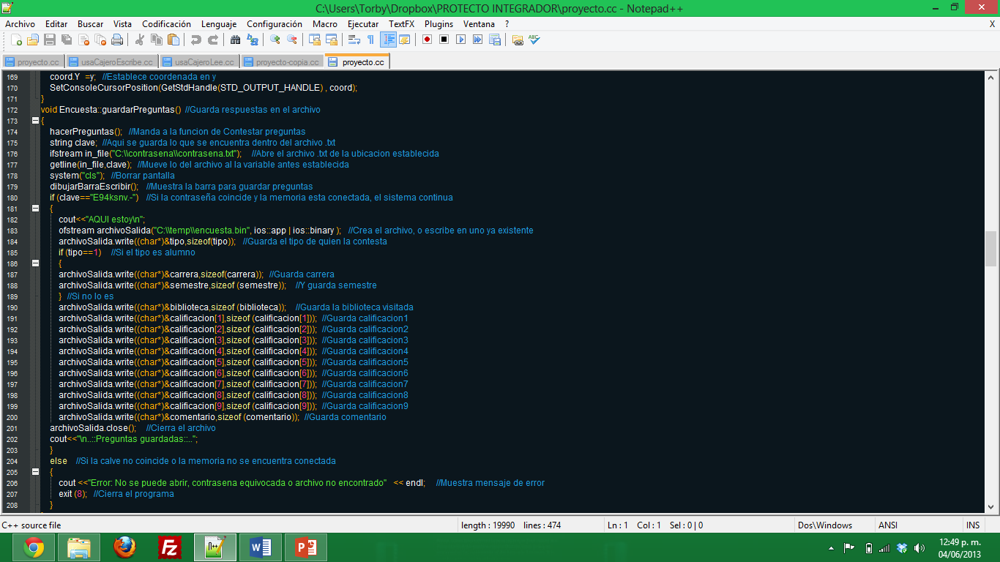 C:\Users\Torby\Dropbox\PROTECTO INTEGRADOR\proyecto.cc - Notepad++
Archivo Editar Buscar Vista Codificación Lenguaje Configuración Macro Ejecutar TextFX Plugins Ventana ? X
proyecto.cc usaCajeroEscribe.cc usaCajeroLee.cc proyecto-copia.cc proyecto.cc
169 coord.Y =y; //Establece coordenada en y
170 SetConsoleCursorPosition(GetStdHandle(STD_OUTPUT_HANDLE) , coord);
171 }
172 void Encuesta::guardarPreguntas() //Guarda respuestas en el archivo
173 {
174 hacerPreguntas(); //Manda a la funcion de Contestar preguntas
175 string clave; //Aqui se guarda lo que se encuentra dentro del archivo .txt
176 ifstream in_file("C:\\contrasena\\contrasena.txt"); //Abre el archivo .txt de la ubicacion establecida
177 getline(in_file,clave); //Mueve lo del archivo al la variable antes establecida
178 system("cls"); //Borrar pantalla
179 dibujarBarraEscribir(); //Muestra la barra para guardar preguntas
180 if (clave=="E94ksnv.-") //Si la contraseña coincide y la memoria esta conectada, el sistema continua
181 {
182 cout<<"AQUI estoy\n";
183 ofstream archivoSalida("C:\\temp\\encuesta.bin", ios::app | ios::binary ); //Crea el archivo, o escribe en uno ya existente
184 archivoSalida.write((char*)&tipo,sizeof(tipo)); //Guarda el tipo de quien la contesta
185 if (tipo==1) //Si el tipo es alumno
186 {
187 archivoSalida.write((char*)&carrera,sizeof(carrera)); //Guarda carrera
188 archivoSalida.write((char*)&semestre,sizeof (semestre)); //Y guarda semestre
189 } //Si no lo es
190 archivoSalida.write((char*)&biblioteca,sizeof (biblioteca)); //Guarda la biblioteca visitada
191 archivoSalida.write((char*)&calificacion[1],sizeof (calificacion[1])); //Guarda calificacion1
192 archivoSalida.write((char*)&calificacion[2],sizeof (calificacion[2])); //Guarda calificacion2
193 archivoSalida.write((char*)&calificacion[3],sizeof (calificacion[3])); //Guarda calificacion3
194 archivoSalida.write((char*)&calificacion[4],sizeof (calificacion[4])); //Guarda calificacion4
195 archivoSalida.write((char*)&calificacion[5],sizeof (calificacion[5])); //Guarda calificacion5
196 archivoSalida.write((char*)&calificacion[6],sizeof (calificacion[6])); //Guarda calificacion6
197 archivoSalida.write((char*)&calificacion[7],sizeof (calificacion[7])); //Guarda calificacion7
198 archivoSalida.write((char*)&calificacion[8],sizeof (calificacion[8])); //Guarda calificacion8
199 archivoSalida.write((char*)&calificacion[9],sizeof (calificacion[9])); //Guarda calificacion9
200 archivoSalida.write((char*)&comentario,sizeof (comentario)); //Guarda comentario
201 archivoSalida.close(); //Cierra el archivo
202 cout<<"\n..::Preguntas guardadas::..";
203 }
204 else //Si la calve no coincide o la memoria no se encuentra conectada
205 {
206 cout <<"Error: No se puede abrir, contrasena equivocada o archivo no encontrado" << endl; //Muestra mensaje de error
207 exit (8); //Cierra el programa
208 }
C++ source file length : 19990 lines : 474 Ln : 1 Col : 1 Sel : 0 | 0 Dos\Windows ANSI INS
12:49 p. m.
04/06/2013